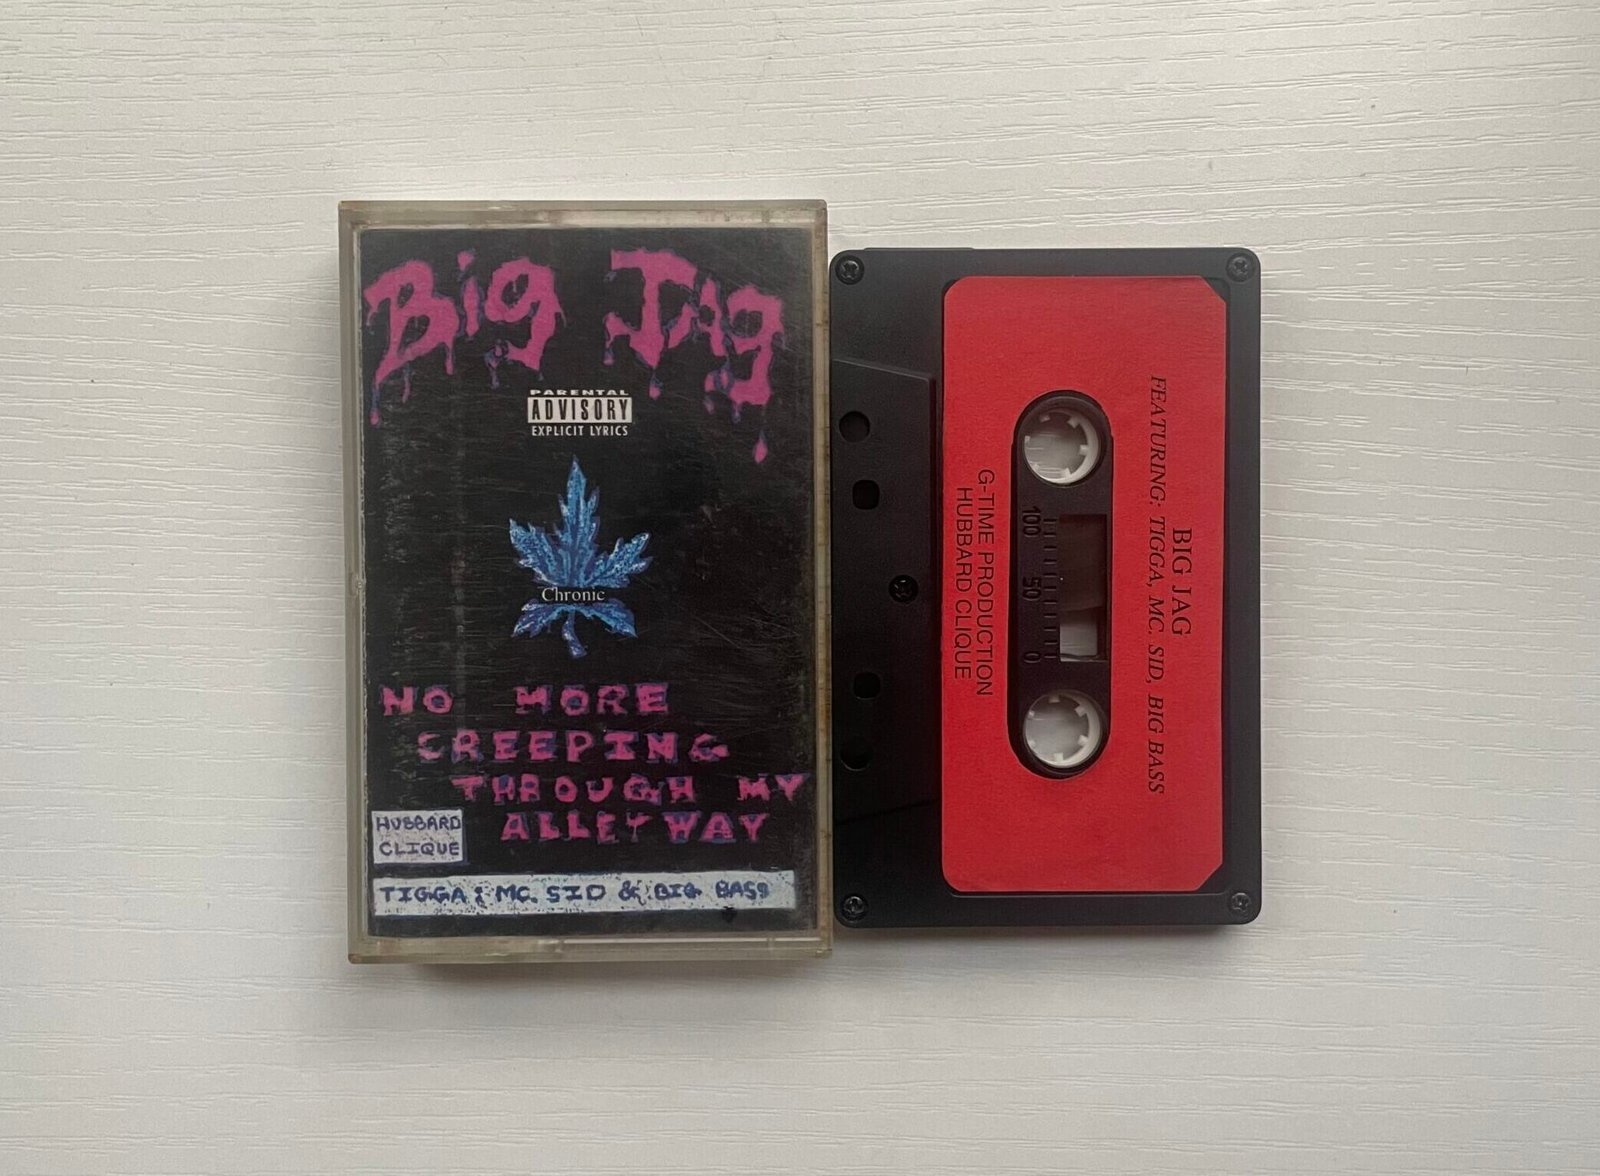 Big Jag
PARENTAL
ADVISORY
EXPLICIT LYRICS
Chronic
NO MORE
CREEPING
THROUGH MY
ALLEYWAY
HUBBARD
CLIQUE
TIGGA; MC. SID & BIG BASS
BIG JAG
FEATURING: TIGGA, MC. SID, BIG BASS
100 50 0
G-TIME PRODUCTION
HUBBARD CLIQUE